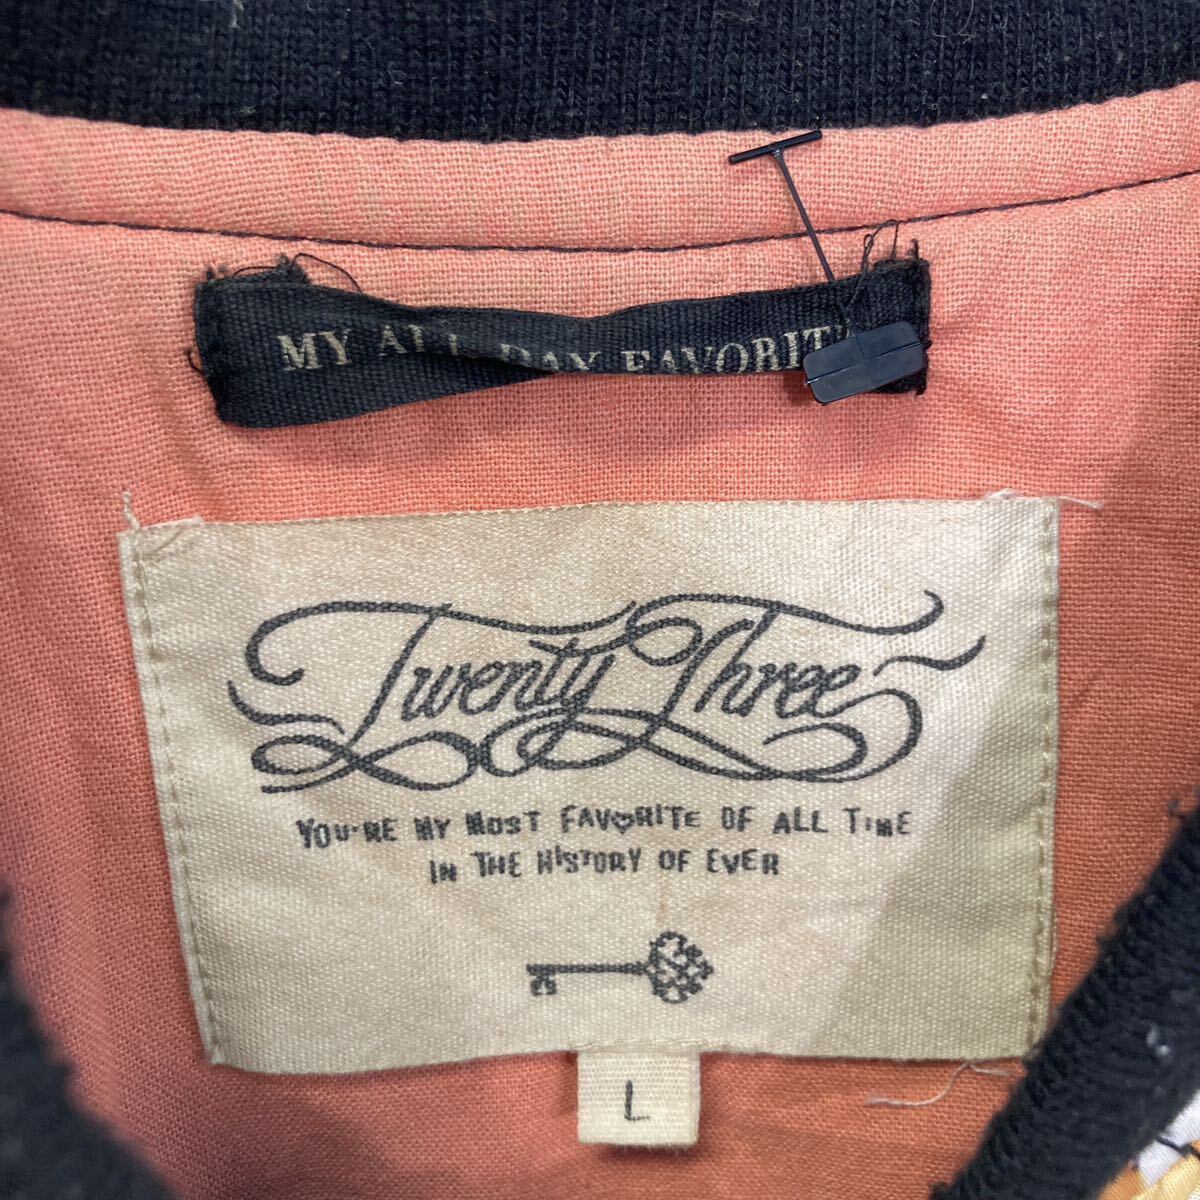 MY ALL DAY FAVORIT
Twenty Three
YOU'RE MY MOST FAVORITE OF ALL TIME
IN THE HISTORY OF EVER
L